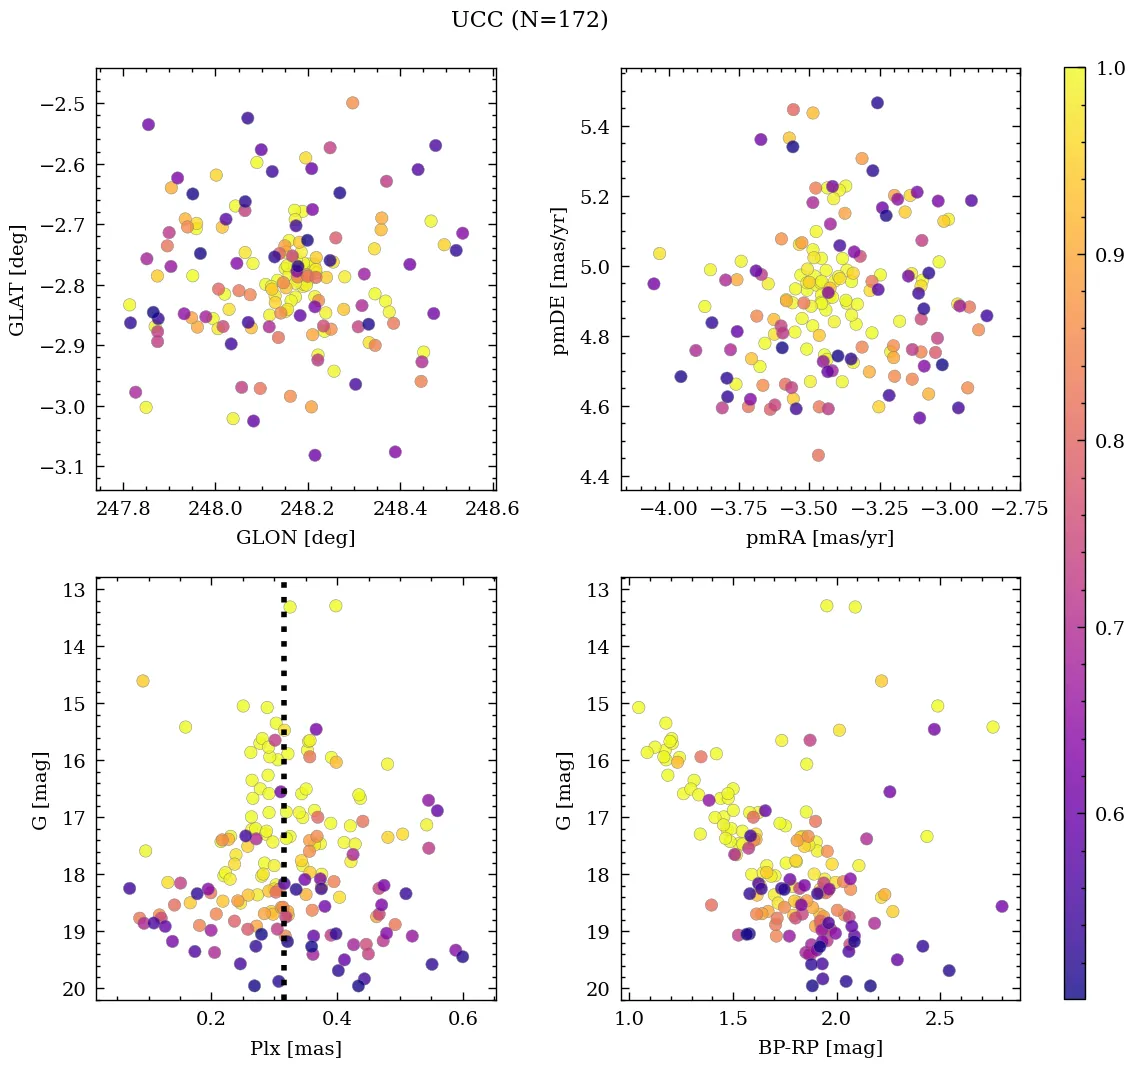 UCC (N=172)
−2.5
−2.6
−2.7
−2.8
−2.9
−3.0
−3.1
GLAT [deg]
247.8 248.0 248.2 248.4 248.6
GLON [deg]
5.4
5.2
5.0
4.8
4.6
4.4
pmDE [mas/yr]
−4.00 −3.75 −3.50 −3.25 −3.00 −2.75
pmRA [mas/yr]
1.0
0.9
0.8
0.7
0.6
13
14
15
16
17
18
19
20
G [mag]
0.2 0.4 0.6
Plx [mas]
13
14
15
16
17
18
19
20
G [mag]
1.0 1.5 2.0 2.5
BP-RP [mag]